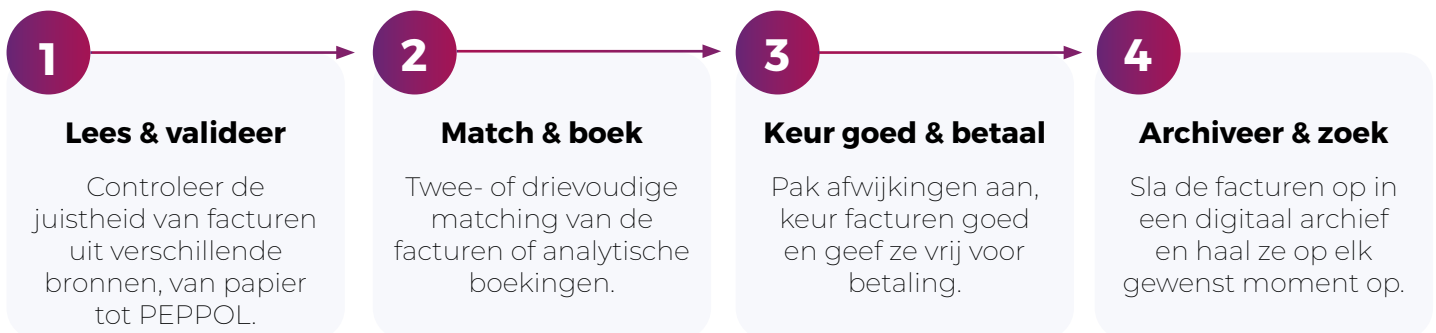 1
Lees & valideer
Controleer de
juistheid van facturen
uit verschillende
bronnen, van papier
tot PEPPOL.
2
Match & boek
Twee- of drievoudige
matching van de
facturen of analytische
boekingen.
3
Keur goed & betaal
Pak afwijkingen aan,
keur facturen goed
en geef ze vrij voor
betaling.
4
Archiveer & zoek
Sla de facturen op in
een digitaal archief
en haal ze op elk
gewenst moment op.